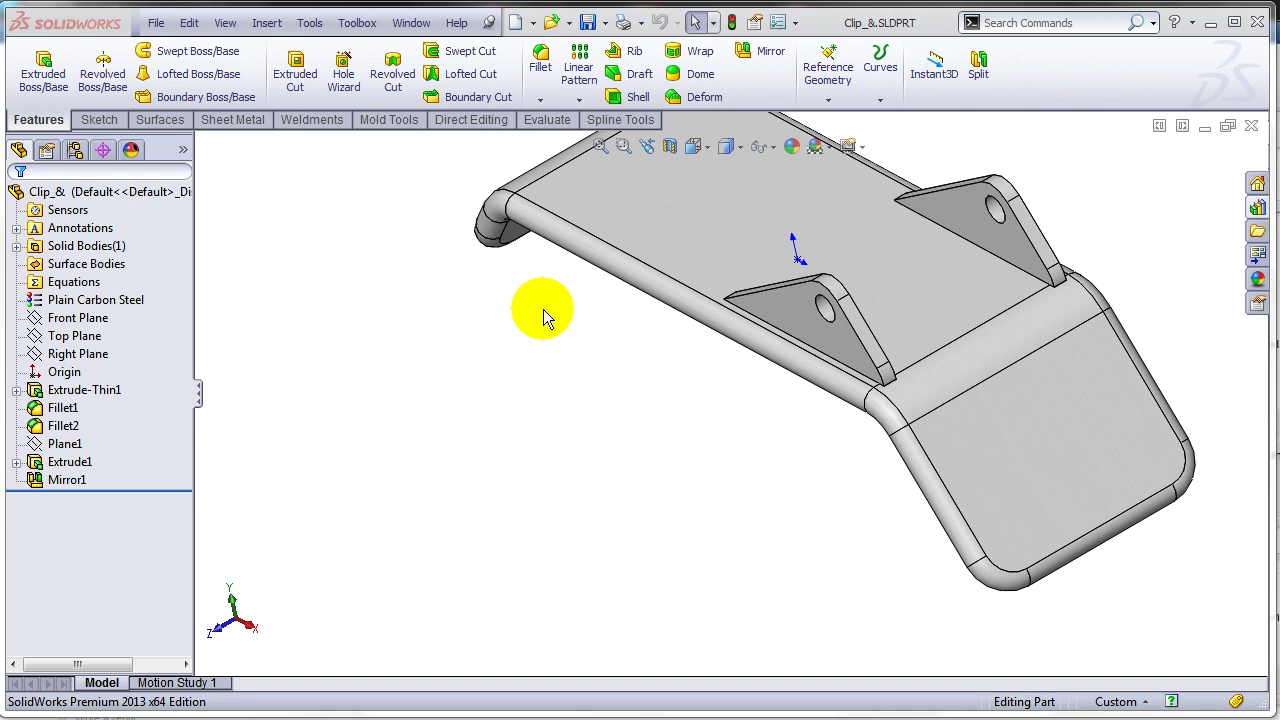 SOLIDWORKS File Edit View Insert Tools Toolbox Window Help Clip_&.SLDPRT Search Commands ?
Extruded Boss/Base
Revolved Boss/Base
Swept Boss/Base
Lofted Boss/Base
Boundary Boss/Base
Extruded Cut
Hole Wizard
Revolved Cut
Swept Cut
Lofted Cut
Boundary Cut
Fillet
Linear Pattern
Rib
Draft
Shell
Wrap
Dome
Deform
Mirror
Reference Geometry
Curves
Instant3D
Split
Features Sketch Surfaces Sheet Metal Weldments Mold Tools Direct Editing Evaluate Spline Tools
Clip_& (Default<<Default>_Di
Sensors
Annotations
Solid Bodies(1)
Surface Bodies
Equations
Plain Carbon Steel
Front Plane
Top Plane
Right Plane
Origin
Extrude-Thin1
Fillet1
Fillet2
Plane1
Extrude1
Mirror1
Y
Z
X
Model Motion Study 1
SolidWorks Premium 2013 x64 Edition Editing Part Custom ?